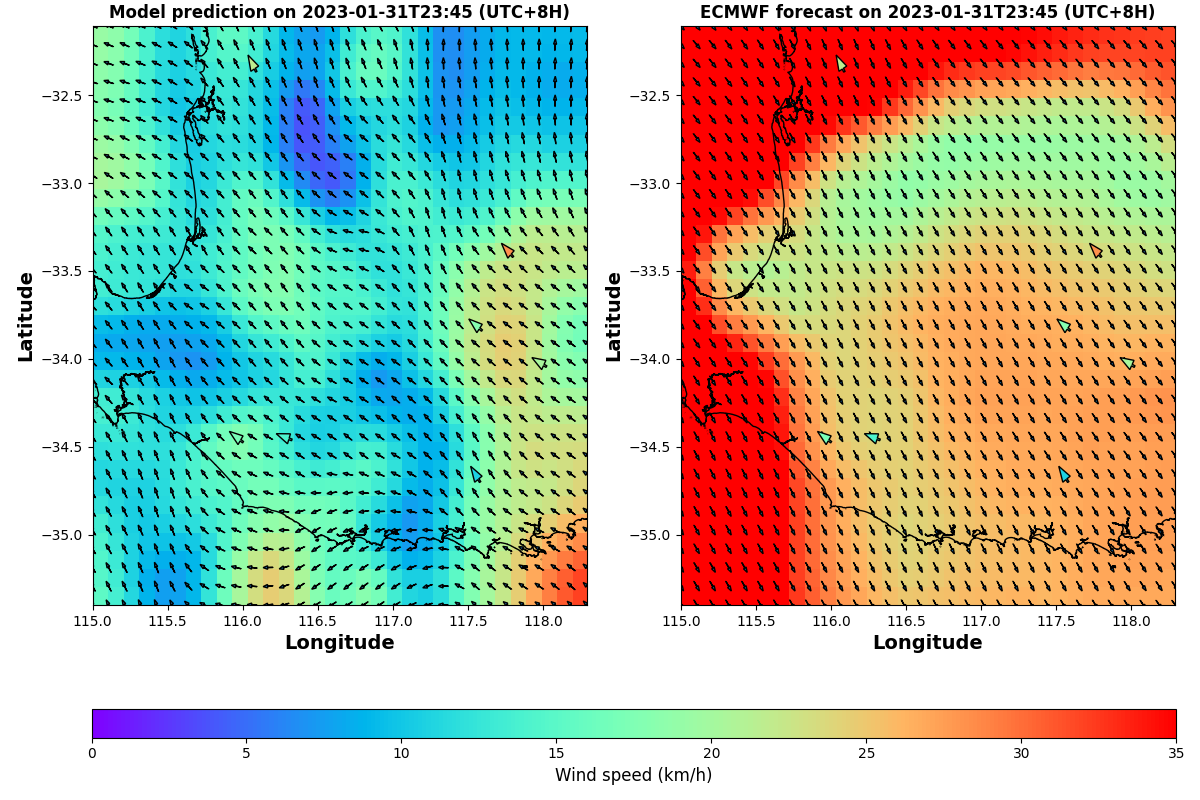 Model prediction on 2023-01-31T23:45 (UTC+8H)
ECMWF forecast on 2023-01-31T23:45 (UTC+8H)
Latitude
−32.5
−33.0
−33.5
−34.0
−34.5
−35.0
115.0 115.5 116.0 116.5 117.0 117.5 118.0
Longitude
Latitude
−32.5
−33.0
−33.5
−34.0
−34.5
−35.0
115.0 115.5 116.0 116.5 117.0 117.5 118.0
Longitude
0 5 10 15 20 25 30 35
Wind speed (km/h)